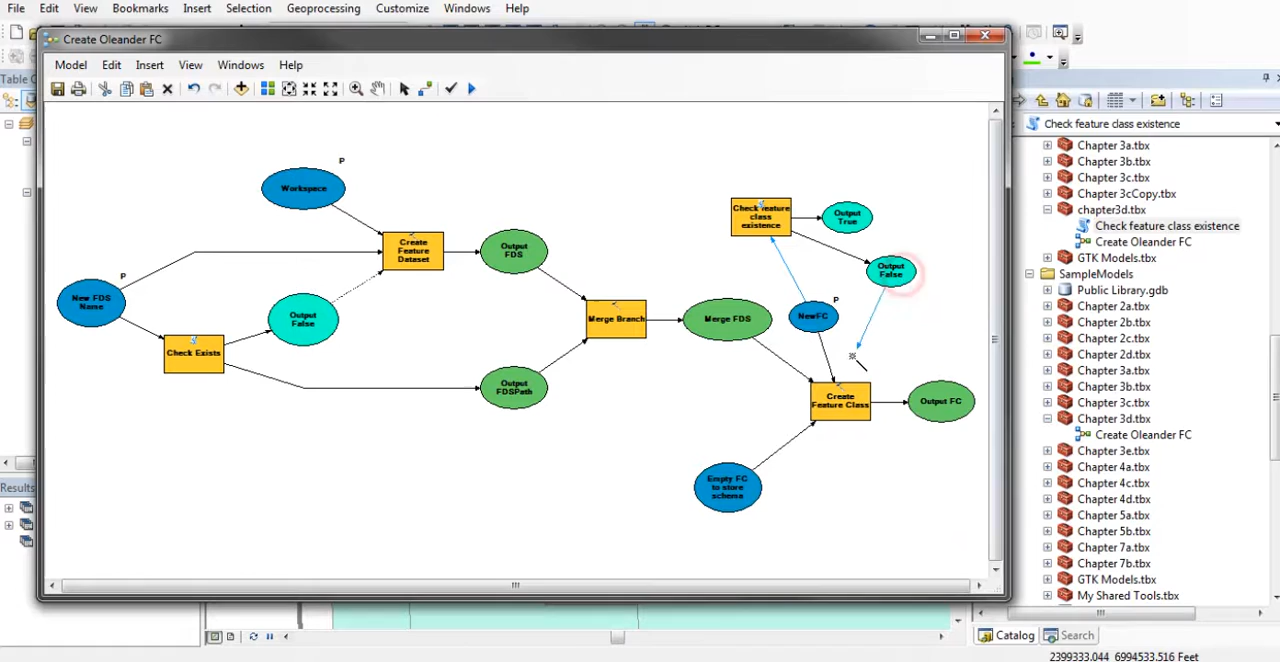 File Edit View Bookmarks Insert Selection Geoprocessing Customize Windows Help
Create Oleander FC
Model Edit Insert View Windows Help
Workspace
P
New FDS
Name
P
Check Exists
Output
False
Create
Feature
Dataset
Output
FDS
Output
FDSPath
Merge Branch
Merge FDS
Empty FC
to store
schema
Check feature
class
existence
Output
True
Output
False
NewFC
P
Create
Feature Class
Output FC
Table
Results
Check feature class existence
Chapter 3a.tbx
Chapter 3b.tbx
Chapter 3c.tbx
Chapter 3cCopy.tbx
chapter3d.tbx
Check feature class existence
Create Oleander FC
GTK Models.tbx
SampleModels
Public Library.gdb
Chapter 2a.tbx
Chapter 2b.tbx
Chapter 2c.tbx
Chapter 2d.tbx
Chapter 3a.tbx
Chapter 3b.tbx
Chapter 3c.tbx
Chapter 3d.tbx
Create Oleander FC
Chapter 3e.tbx
Chapter 4a.tbx
Chapter 4c.tbx
Chapter 4d.tbx
Chapter 5a.tbx
Chapter 5b.tbx
Chapter 7a.tbx
Chapter 7b.tbx
GTK Models.tbx
My Shared Tools.tbx
Catalog Search
2399333.044 6994533.516 Feet